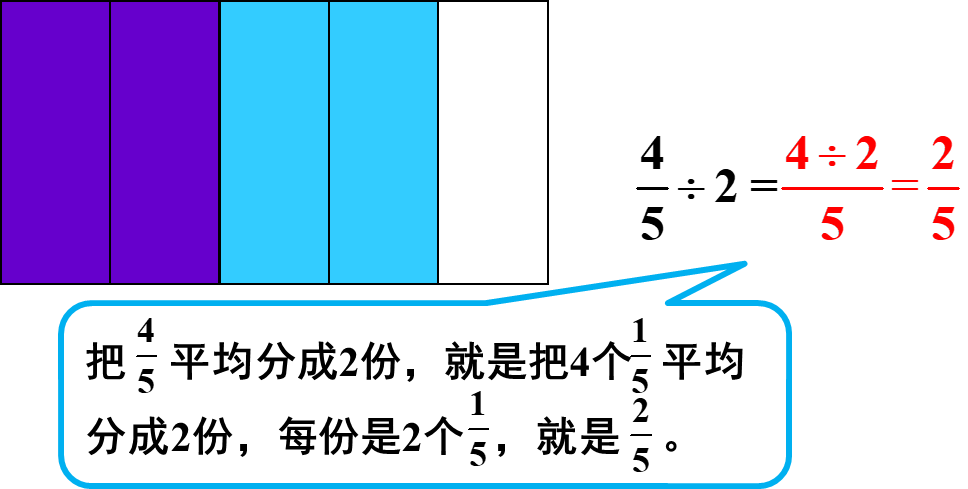 4/5 ÷ 2 = (4 ÷ 2)/5 = 2/5
把 4/5 平均分成2份，就是把4个1/5 平均
分成2份，每份是2个1/5，就是 2/5 。